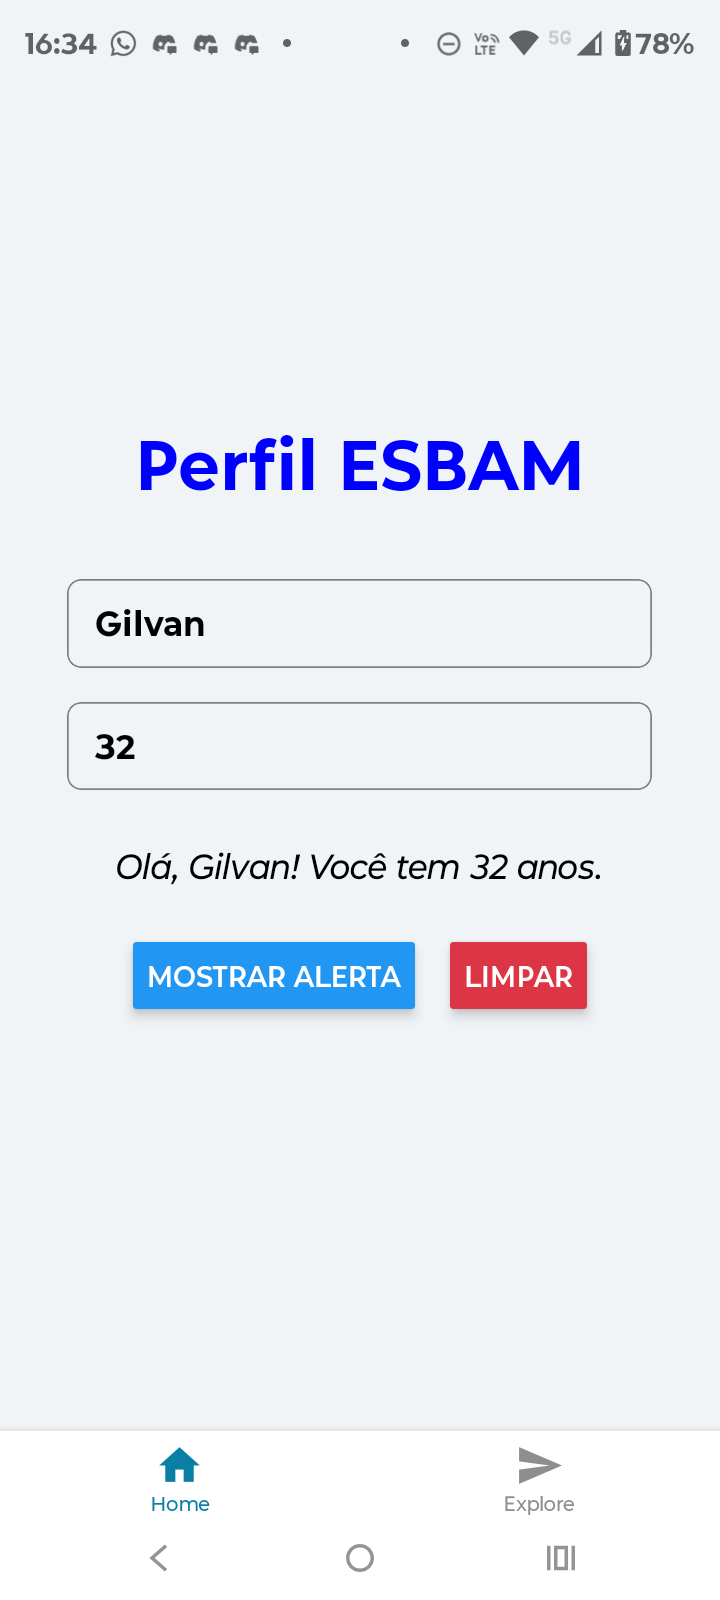 16:34 Vo LTE 5G 78%
Perfil ESBAM
Gilvan
32
Olá, Gilvan! Você tem 32 anos.
MOSTRAR ALERTA LIMPAR
Home Explore